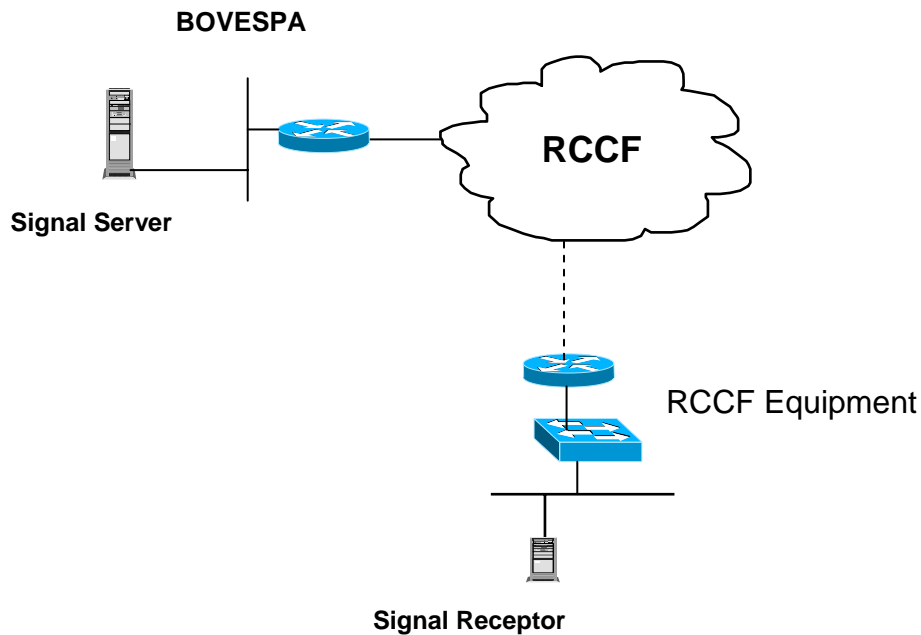 BOVESPA
RCCF
Signal Server
RCCF Equipment
Signal Receptor